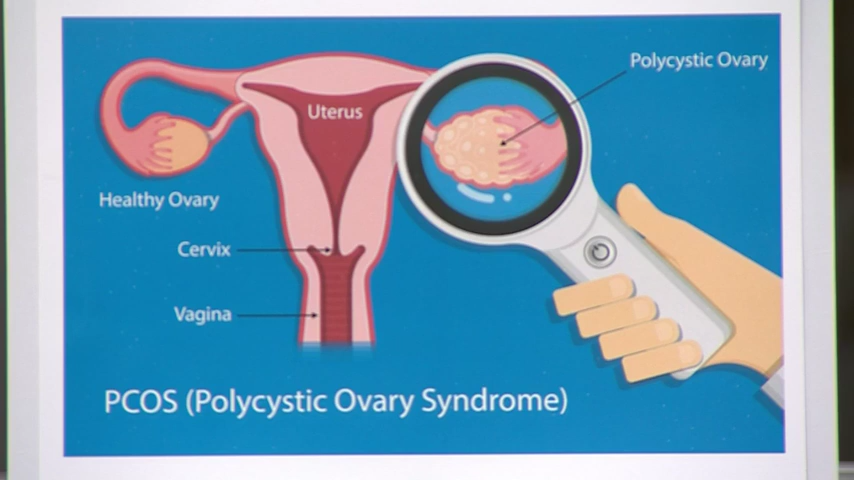 Polycystic Ovary
Uterus
Healthy Ovary
Cervix
Vagina
PCOS (Polycystic Ovary Syndrome)